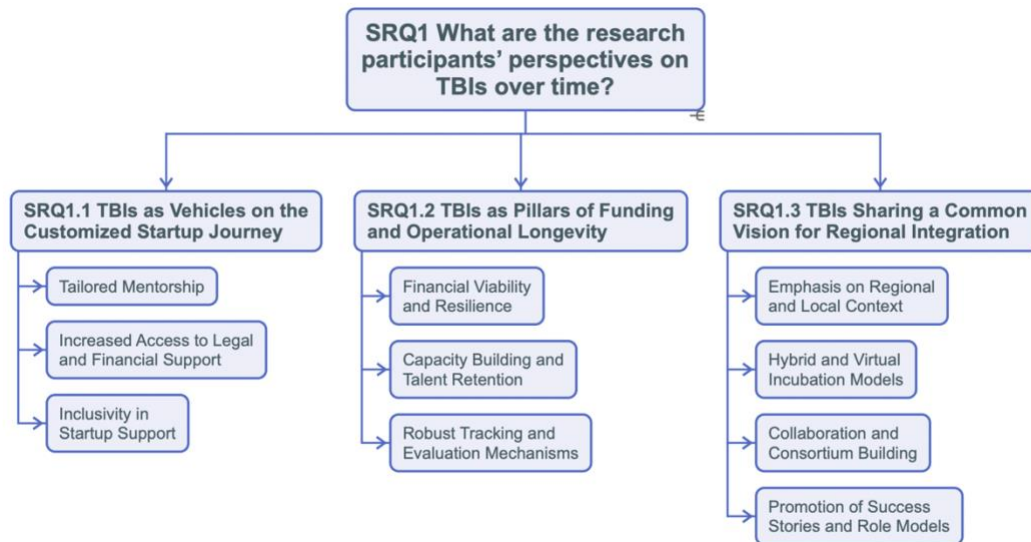 SRQ1 What are the research
participants’ perspectives on
TBIs over time?
SRQ1.1 TBIs as Vehicles on the
Customized Startup Journey
Tailored Mentorship
Increased Access to Legal
and Financial Support
Inclusivity in
Startup Support
SRQ1.2 TBIs as Pillars of Funding
and Operational Longevity
Financial Viability
and Resilience
Capacity Building and
Talent Retention
Robust Tracking and
Evaluation Mechanisms
SRQ1.3 TBIs Sharing a Common
Vision for Regional Integration
Emphasis on Regional
and Local Context
Hybrid and Virtual
Incubation Models
Collaboration and
Consortium Building
Promotion of Success
Stories and Role Models